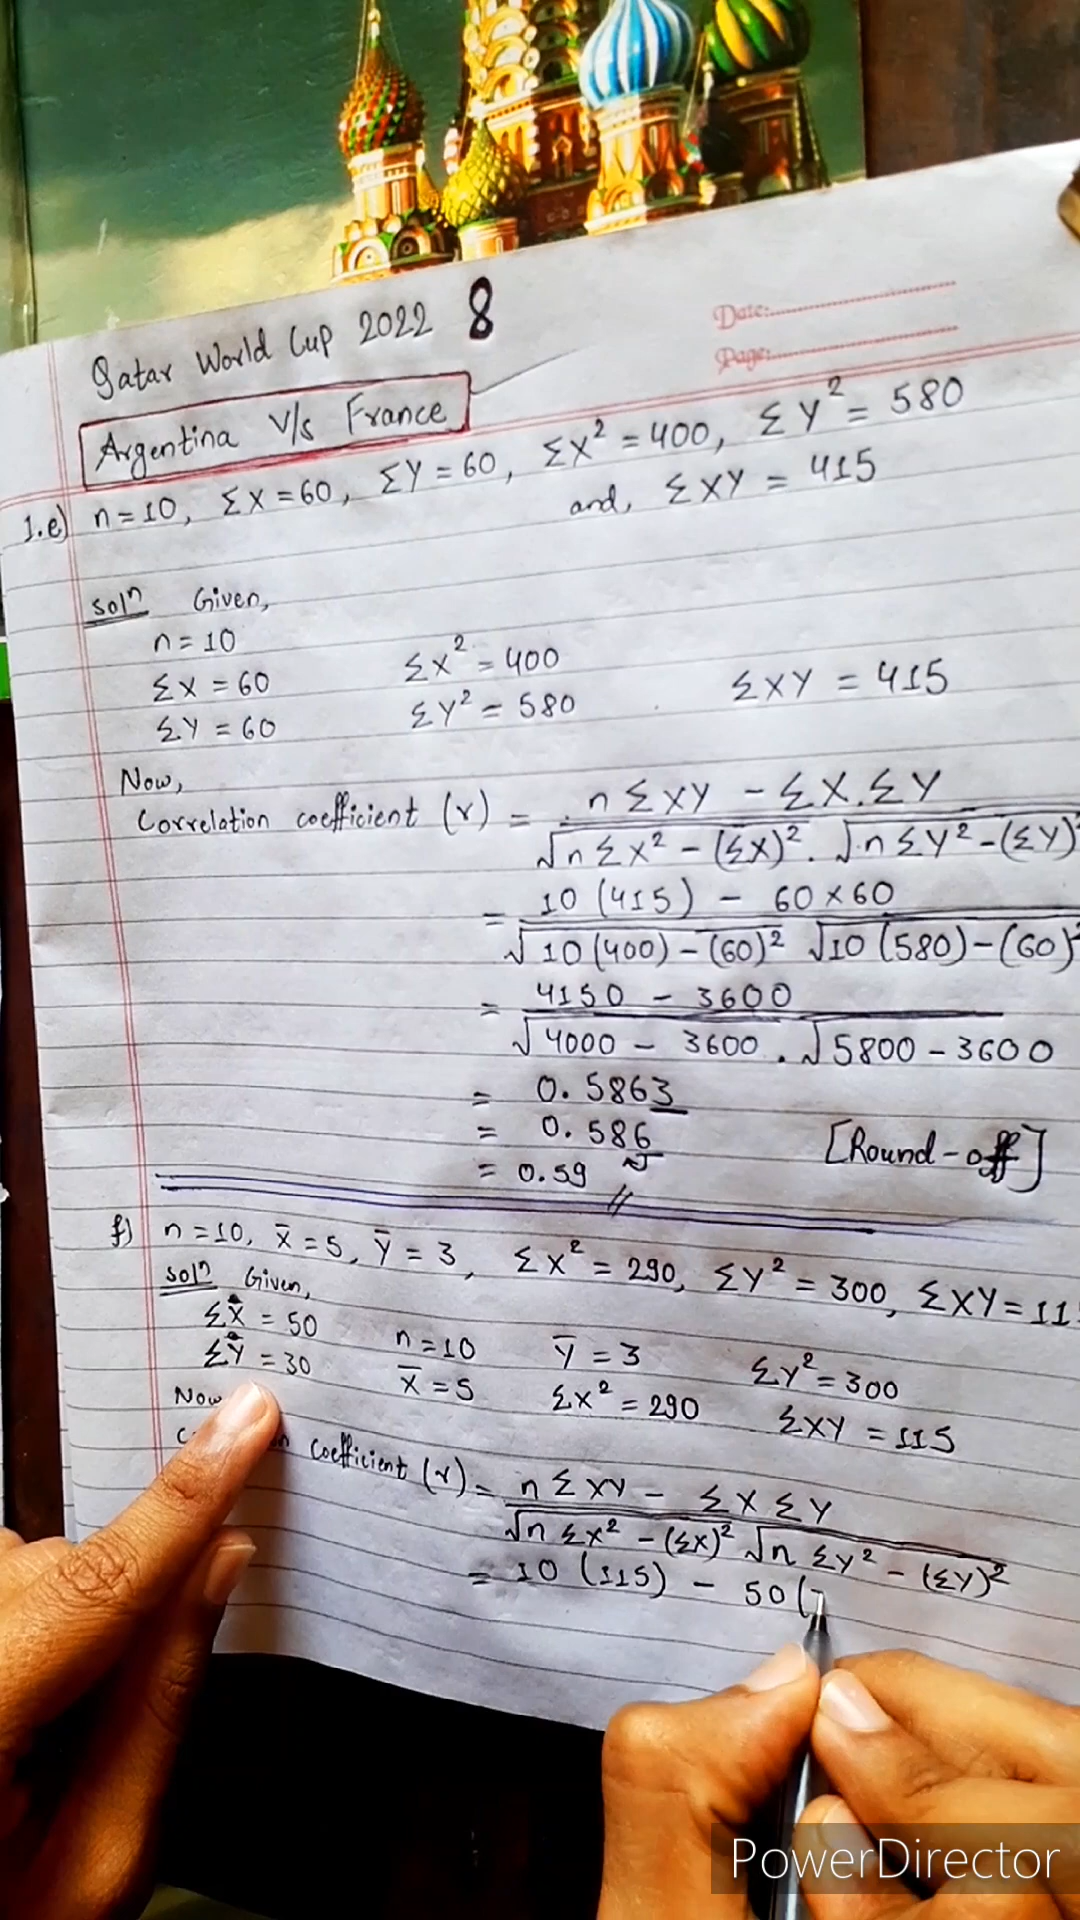 Qatar World Cup 2022 8
Date:
Page:
Argentina V/s France
1.e) n=10, ΣX=60, ΣY=60, ΣX²=400, ΣY²=580
and, ΣXY = 415
Solⁿ Given,
n=10
ΣX²=400
ΣX=60
ΣY²=580
ΣXY = 415
ΣY=60
Now,
Correlation coefficient (r) = nΣXY - ΣX.ΣY
√nΣX² - (ΣX)². √nΣY² - (ΣY)²
= 10(415) - 60×60
√10(400)-(60)² √10(580)-(60)²
= 4150 - 3600
√4000 - 3600 . √5800 - 3600
= 0.5863
= 0.586 [Round-off]
= 0.59 //
f) n=10, X̄=5, Ȳ=3, ΣX²=290, ΣY²=300, ΣXY=11
Solⁿ Given,
ΣX=50 n=10 Ȳ=3 ΣY²=300
ΣY=30 X̄=5 ΣX²=290 ΣXY=115
Now
coefficient (r) = nΣXY - ΣXΣY
√nΣX² - (ΣX)² √nΣY² - (ΣY)²
= 10(115) - 50(
PowerDirector